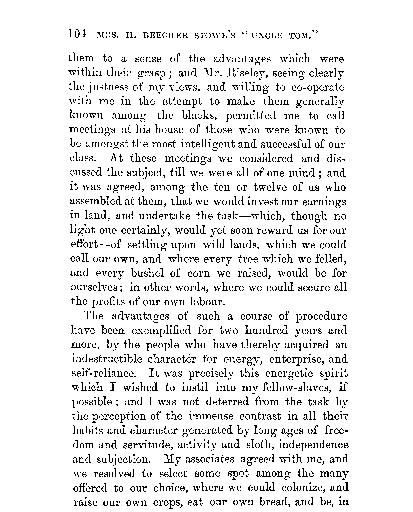 104 MRS. H. BEECHER STOWE'S "UNCLE TOM."
them to a sense of the advantages which were
within their grasp; and Mr. Riseley, seeing clearly
the justness of my views, and willing to co-operate
with me in the attempt to make them generally
known among the blacks, permitted me to call
meetings at his house of those who were known to
be amongst the most intelligent and successful of our
class. At these meetings we considered and dis-
cussed the subject, till we were all of one mind; and
it was agreed, among the ten or twelve of us who
assembled at them, that we would invest our earnings
in land, and undertake the task—which, though no
light one certainly, would yet soon reward us for our
effort—of settling upon wild lands, which we could
call our own, and where every tree which we felled,
and every bushel of corn we raised, would be for
ourselves; in other words, where we could secure all
the profits of our own labour.
The advantages of such a course of procedure
have been exemplified for two hundred years and
more, by the people who have thereby acquired an
indestructible character for energy, enterprise, and
self-reliance. It was precisely this energetic spirit
which I wished to instil into my fellow-slaves, if
possible; and I was not deterred from the task by
the perception of the immense contrast in all their
habits and character generated by long ages of free-
dom and servitude, activity and sloth, independence
and subjection. My associates agreed with me, and
we resolved to select some spot among the many
offered to our choice, where we could colonize, and
raise our own crops, eat our own bread, and be, in